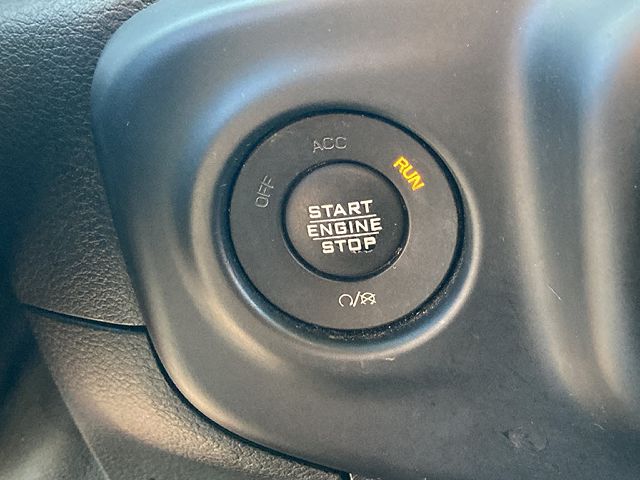 OFF
ACC
RUN
START
ENGINE
STOP